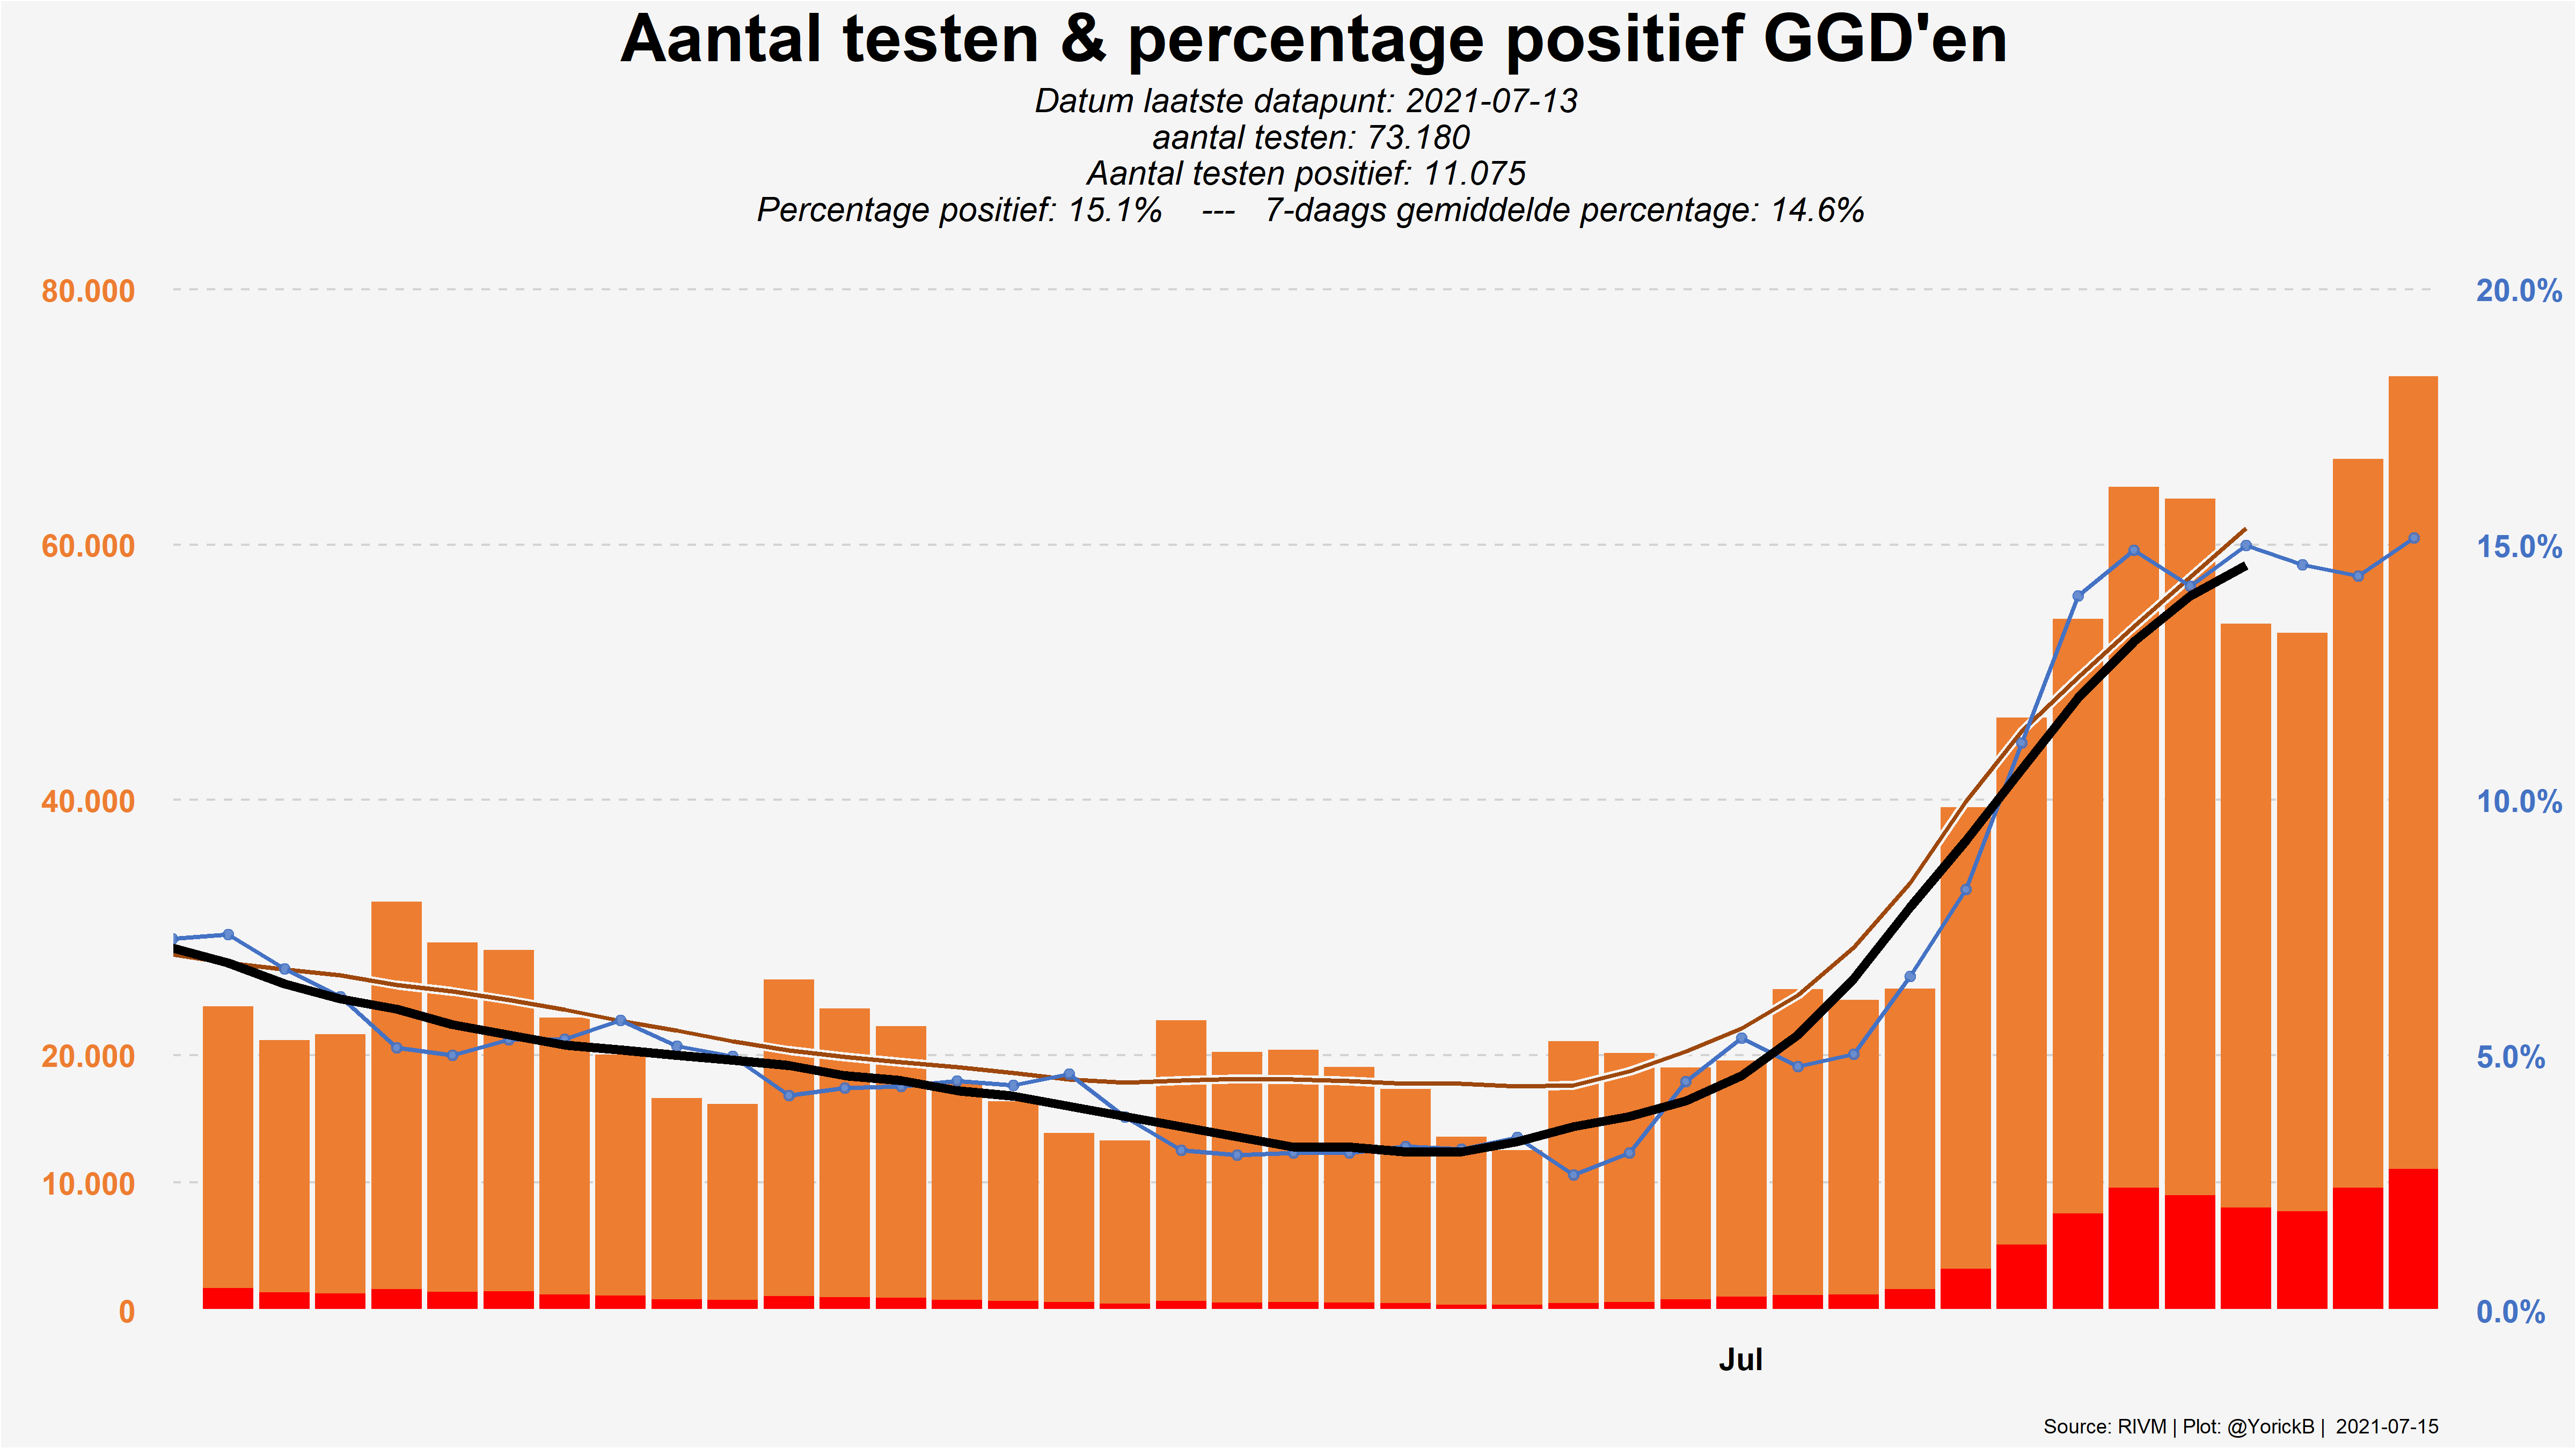 Aantal testen & percentage positief GGD'en
Datum laatste datapunt: 2021-07-13
aantal testen: 73.180
Aantal testen positief: 11.075
Percentage positief: 15.1% --- 7-daags gemiddelde percentage: 14.6%
80.000
20.0%
60.000
15.0%
40.000
10.0%
20.000
5.0%
10.000
0
0.0%
Jul
Source: RIVM | Plot: @YorickB | 2021-07-15